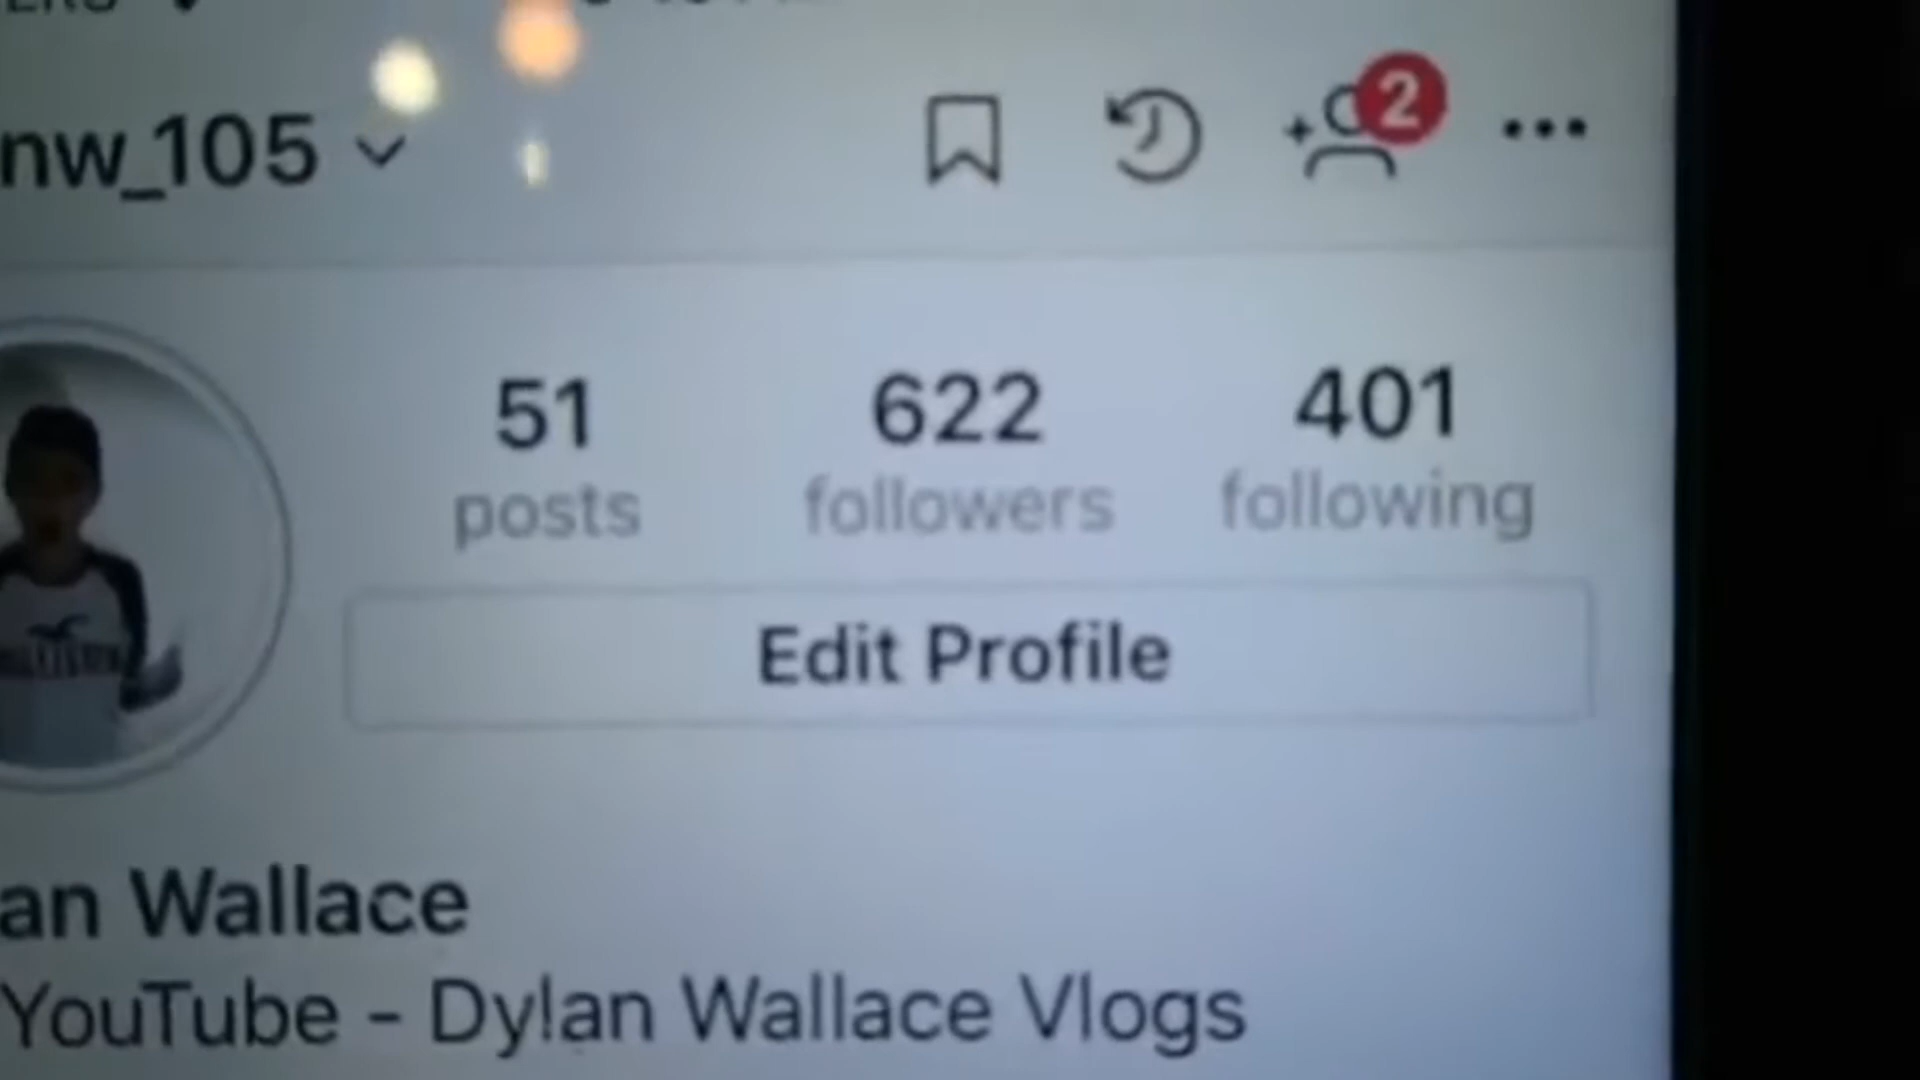 nw_105
2
51 622 401
posts followers following
Edit Profile
an Wallace
YouTube - Dylan Wallace Vlogs